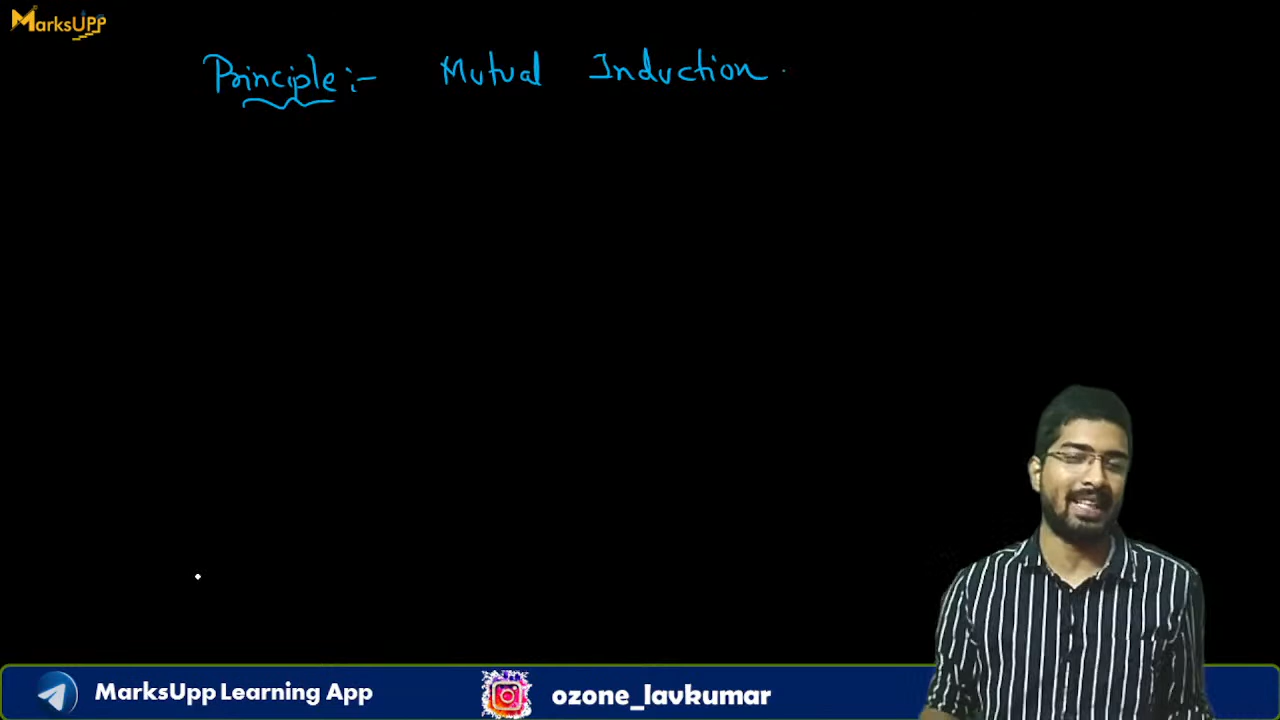 MarksUPP
Principle :- Mutual Induction.
MarksUpp Learning App
ozone_lavkumar